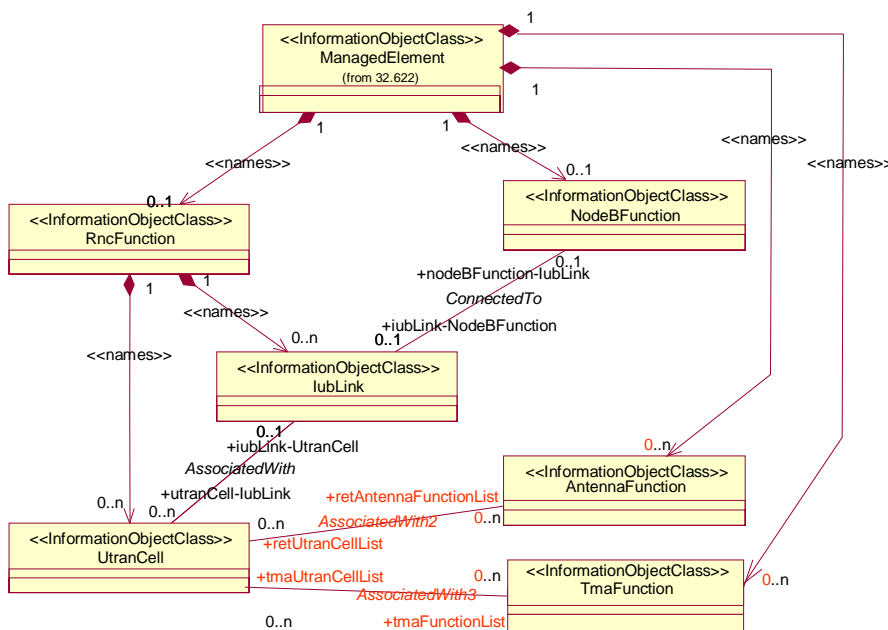 1
<<InformationObjectClass>>
ManagedElement
(from 32.622)
1
1
1
<<names>>
<<names>>
<<names>>
<<names>>
0..1
0..1
<<InformationObjectClass>>
NodeBFunction
<<InformationObjectClass>>
RncFunction
0..1
+nodeBFunction-IubLink
1
1
ConnectedTo
<<names>>
+iubLink-NodeBFunction
0..n
0..1
<<names>>
<<InformationObjectClass>>
IubLink
0..1
+iubLink-UtranCell
0..n
AssociatedWith
<<InformationObjectClass>>
AntennaFunction
+utranCell-IubLink
+retAntennaFunctionList
0..n
0..n
0..n
AssociatedWith2
0..n
<<InformationObjectClass>>
UtranCell
+retUtranCellList
+tmaUtranCellList
0..n
<<InformationObjectClass>>
TmaFunction
0..n
AssociatedWith3
0..n
+tmaFunctionList